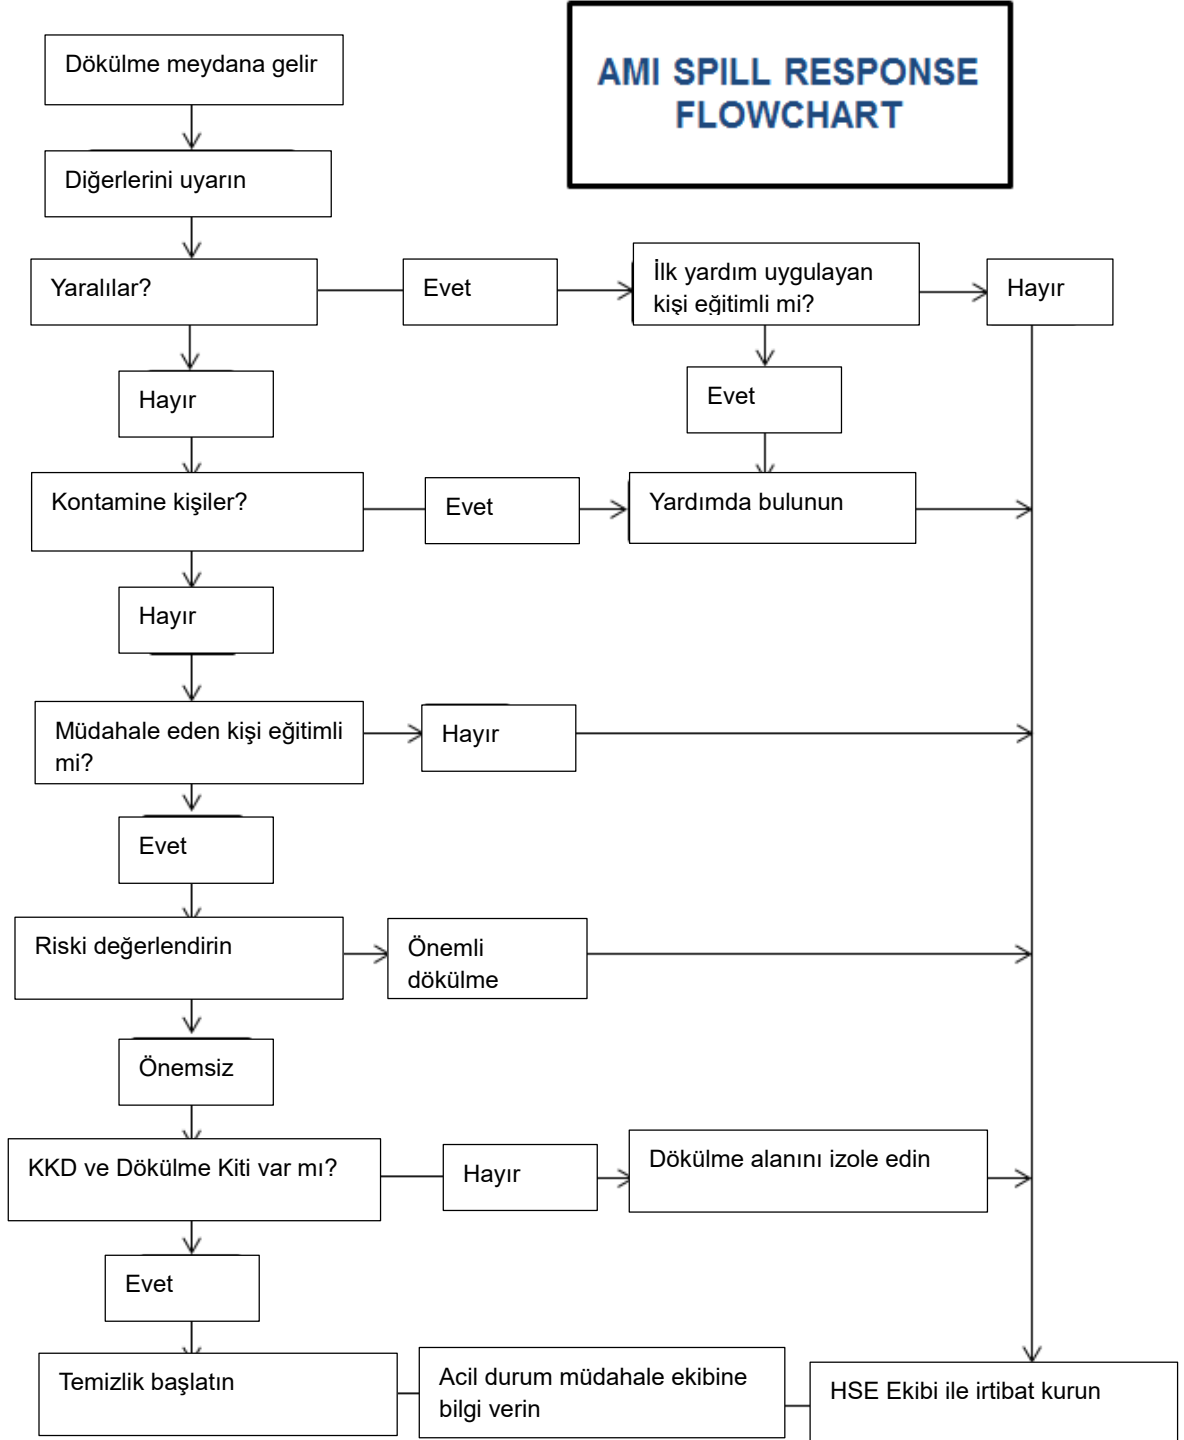 AMI SPILL RESPONSE
FLOWCHART
Dökülme meydana gelir
Diğerlerini uyarın
Yaralılar?
Evet
İlk yardım uygulayan
kişi eğitimli mi?
Hayır
Hayır
Evet
Kontamine kişiler?
Evet
Yardımda bulunun
Hayır
Müdahale eden kişi eğitimli
mi?
Hayır
Evet
Riski değerlendirin
Önemli
dökülme
Önemsiz
KKD ve Dökülme Kiti var mı?
Hayır
Dökülme alanını izole edin
Evet
Temizlik başlatın
Acil durum müdahale ekibine
bilgi verin
HSE Ekibi ile irtibat kurun